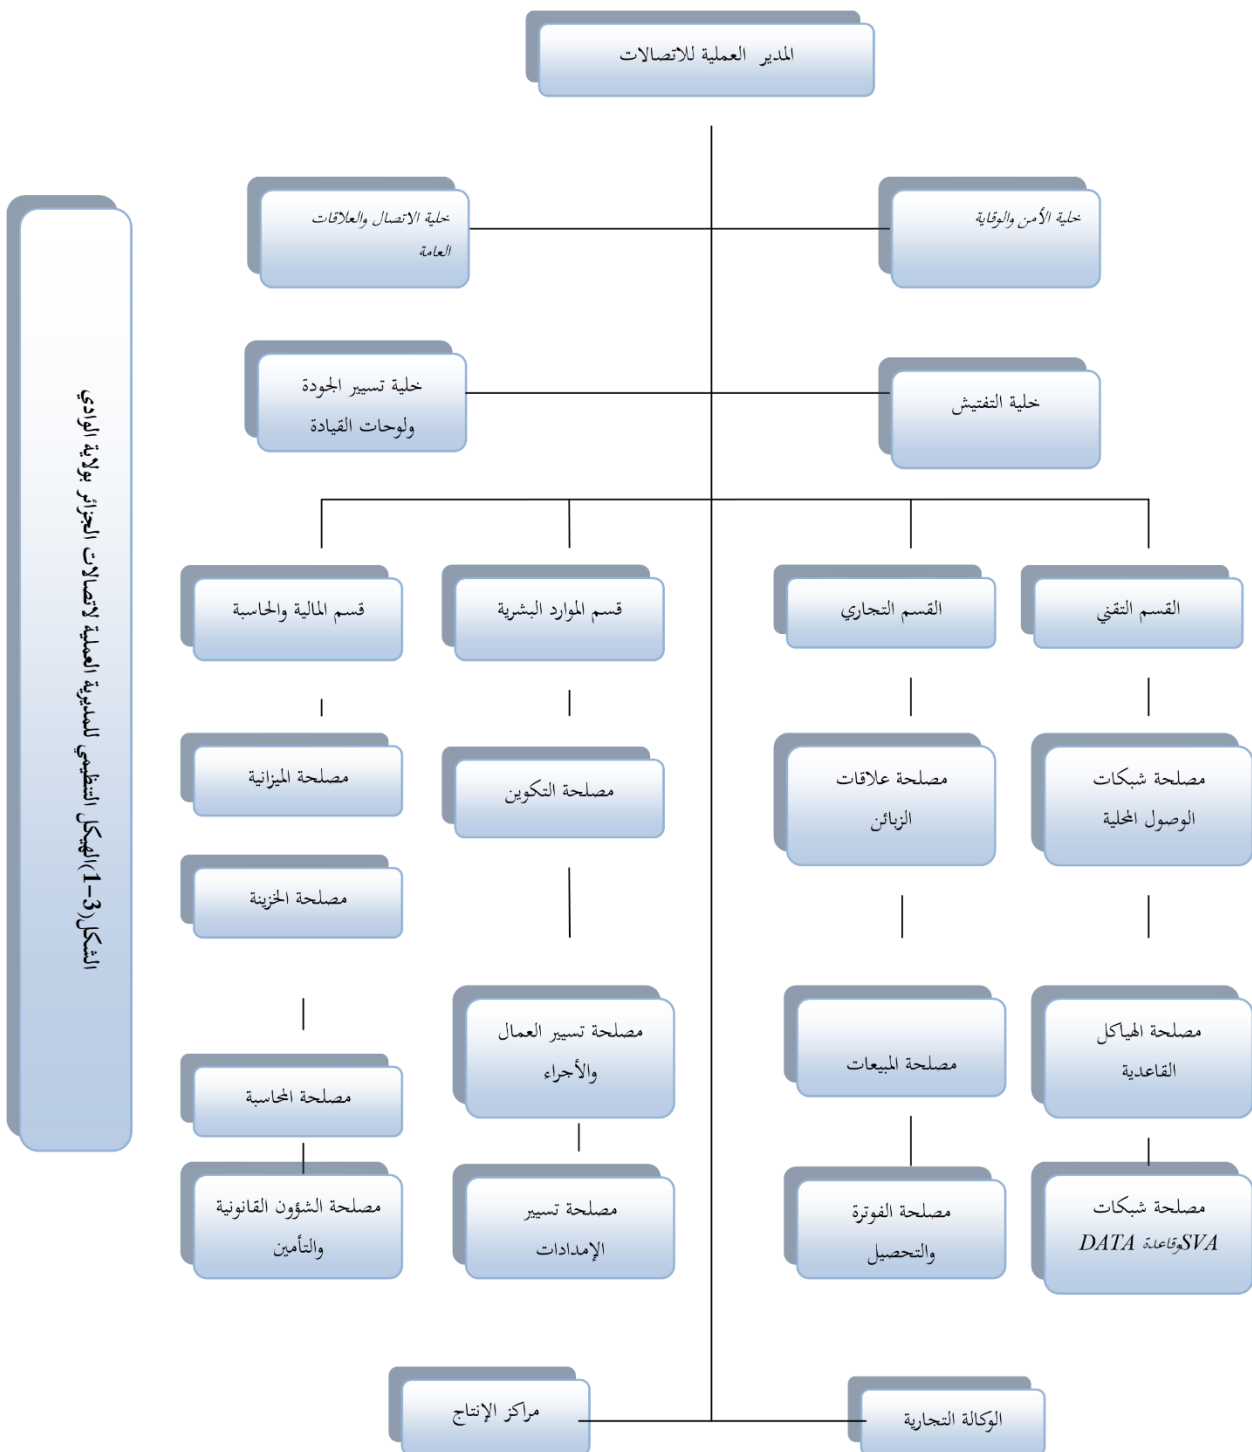 المدير العملية للاتصالات
خلية الأمن والوقاية
خلية الاتصال والعلاقات
العامة
خلية التفتيش
خلية تسيير الجودة
ولوحات القيادة
القسم التقني
القسم التجاري
قسم الموارد البشرية
قسم المالية والحاسبة
مصلحة شبكات
الوصول المحلية
مصلحة علاقات
الزبائن
مصلحة التكوين
مصلحة الميزانية
مصلحة الخزينة
مصلحة الهياكل
القاعدية
مصلحة المبيعات
مصلحة تسيير العمال
والأجراء
مصلحة المحاسبة
مصلحة شبكات
SVAوقاعدة DATA
مصلحة الفوترة
والتحصيل
مصلحة تسيير
الإمدادات
مصلحة الشؤون القانونية
والتأمين
الوكالة التجارية
مراكز الإنتاج
الشكل(3-1)الهيكل التنظيمي للمديرية العملية لاتصالات الجزائر بولاية الوادي